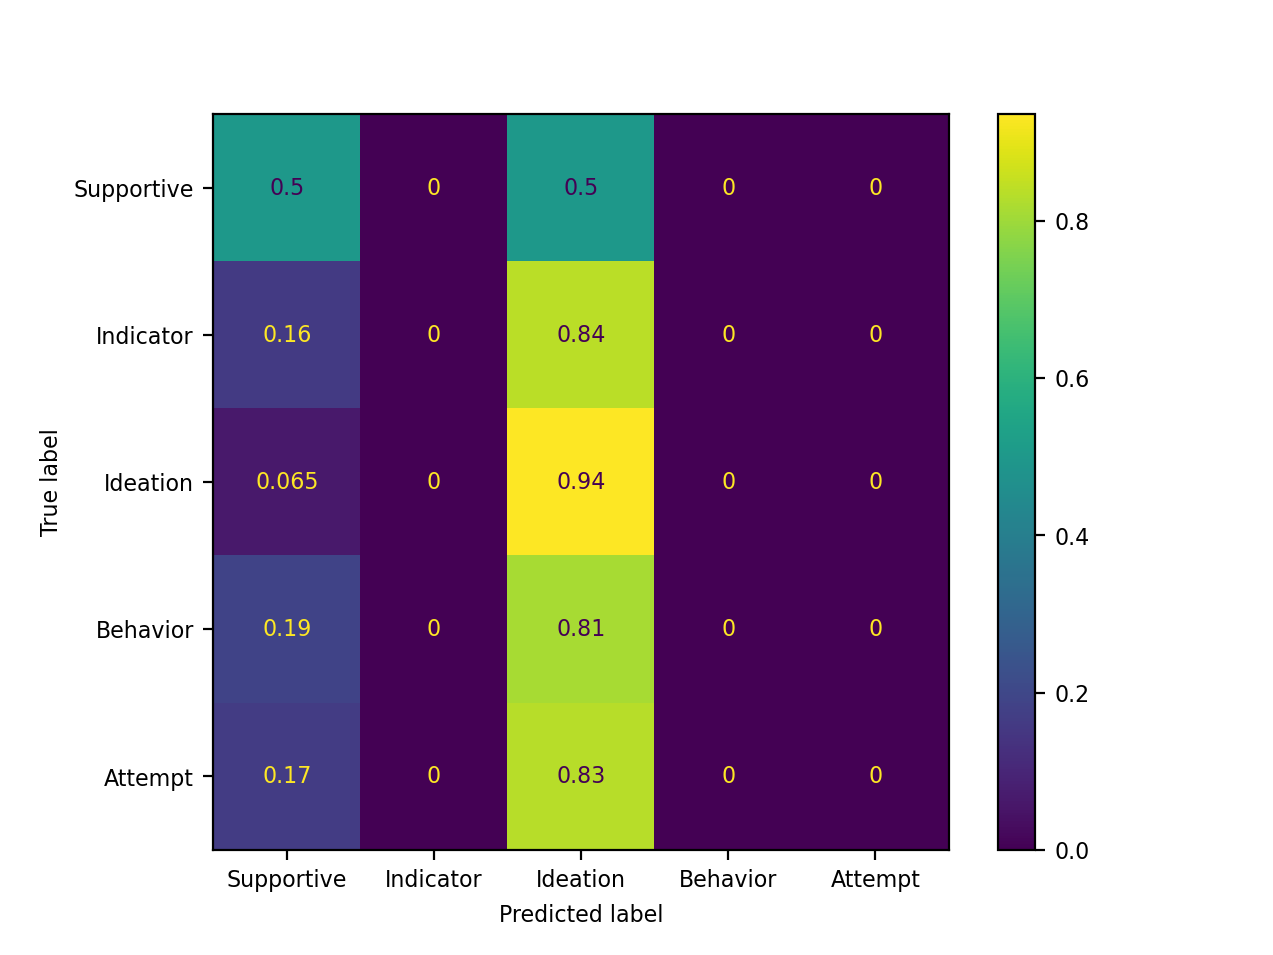 Supportive 0.5 0 0.5 0 0
Indicator 0.16 0 0.84 0 0
Ideation 0.065 0 0.94 0 0
Behavior 0.19 0 0.81 0 0
Attempt 0.17 0 0.83 0 0
Supportive Indicator Ideation Behavior Attempt
Predicted label
True label
0.8
0.6
0.4
0.2
0.0